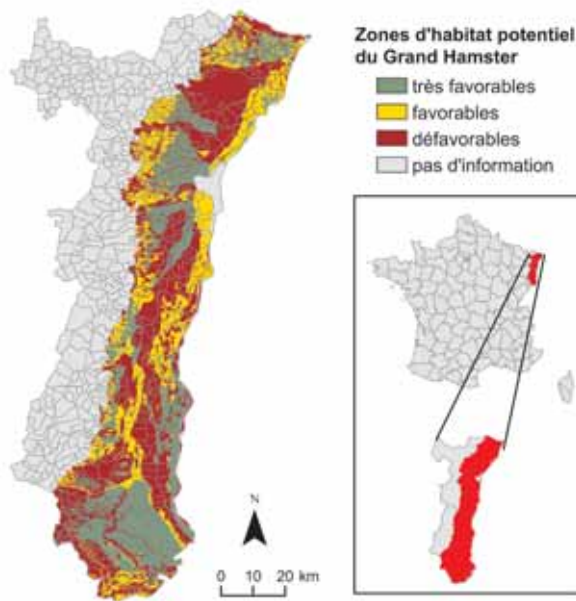 Zones d'habitat potentiel
du Grand Hamster
très favorables
favorables
défavorables
pas d'information
N
0 10 20 km